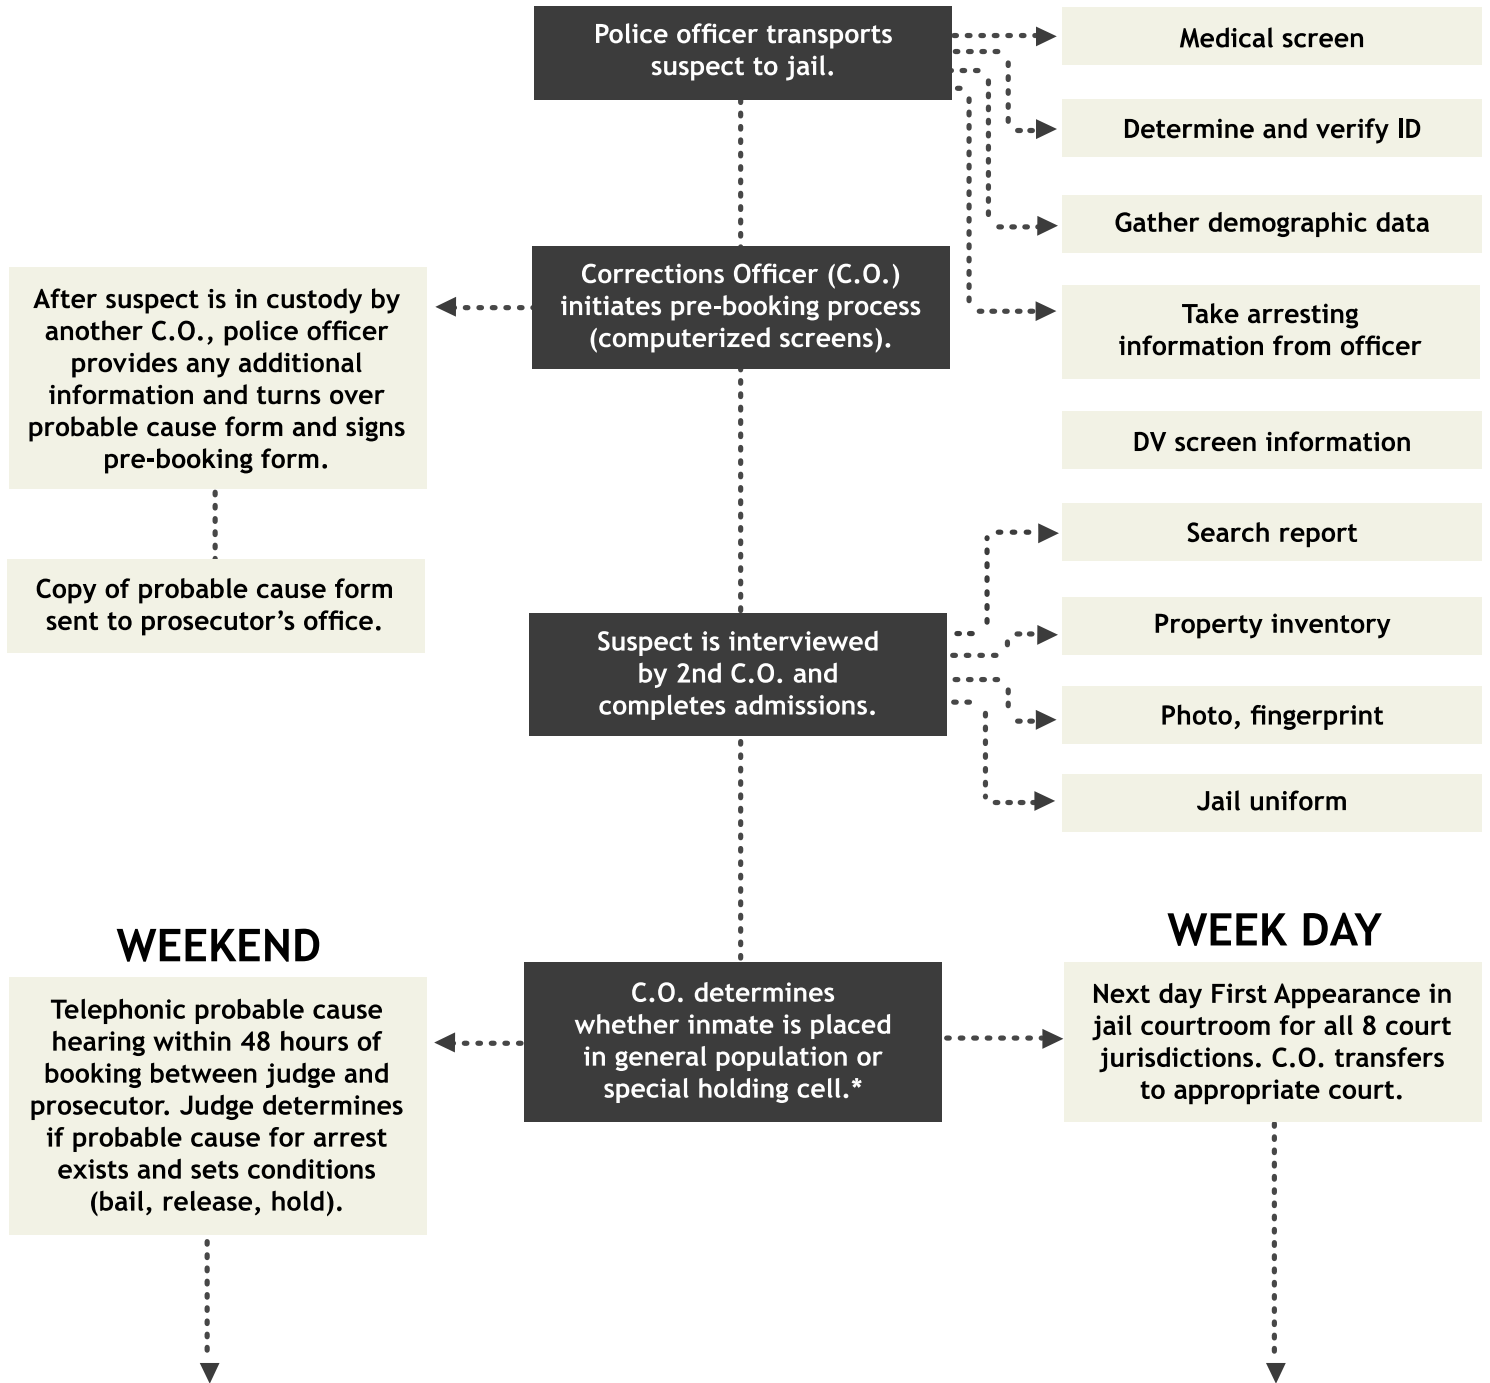 Police officer transports
suspect to jail.
Medical screen
Determine and verify ID
Gather demographic data
Take arresting
information from officer
DV screen information
Corrections Officer (C.O.)
initiates pre-booking process
(computerized screens).
After suspect is in custody by
another C.O., police officer
provides any additional
information and turns over
probable cause form and signs
pre-booking form.
Copy of probable cause form
sent to prosecutor’s office.
Suspect is interviewed
by 2nd C.O. and
completes admissions.
Search report
Property inventory
Photo, fingerprint
Jail uniform
WEEKEND
Telephonic probable cause
hearing within 48 hours of
booking between judge and
prosecutor. Judge determines
if probable cause for arrest
exists and sets conditions
(bail, release, hold).
C.O. determines
whether inmate is placed
in general population or
special holding cell.*
WEEK DAY
Next day First Appearance in
jail courtroom for all 8 court
jurisdictions. C.O. transfers
to appropriate court.